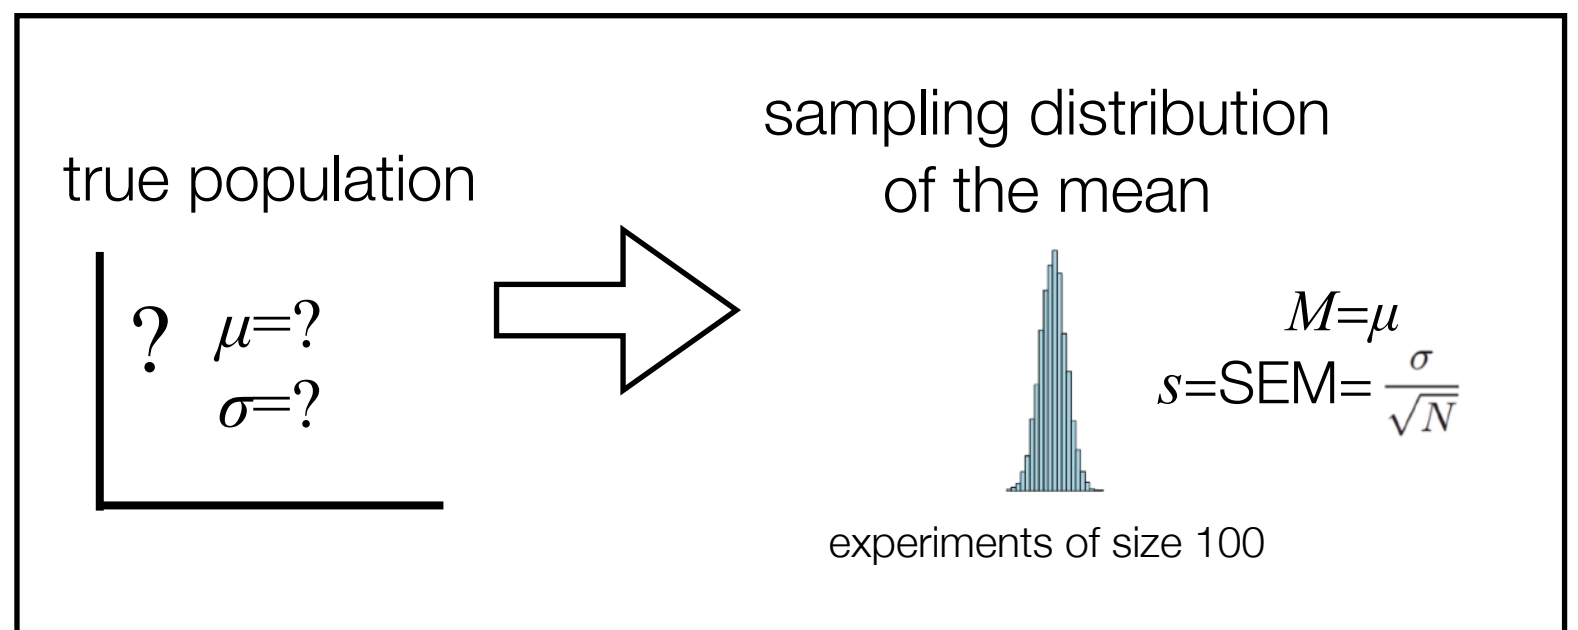 true population
? μ=?
σ=?
sampling distribution
of the mean
M=μ
s=SEM= σ/√N
experiments of size 100